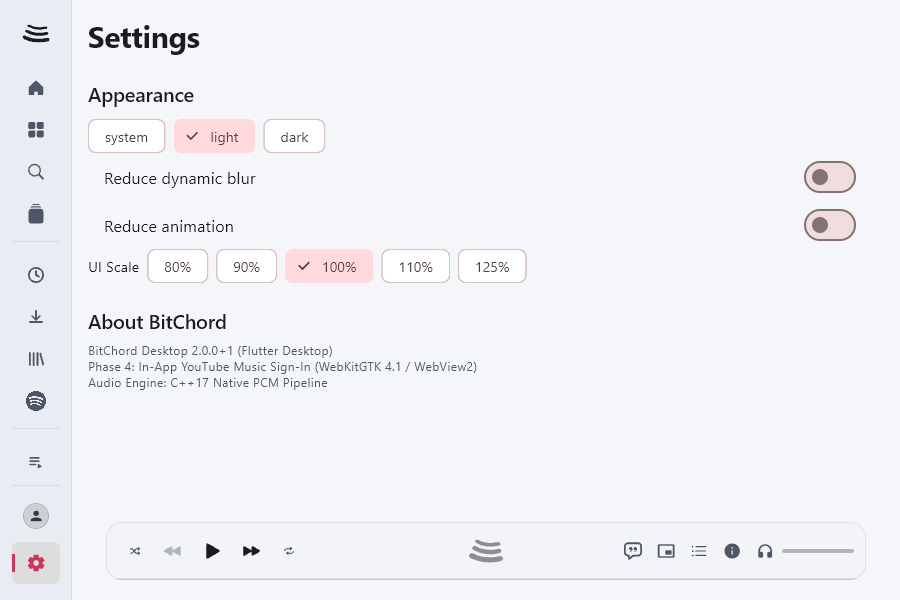 Settings
Appearance
system light dark
Reduce dynamic blur
Reduce animation
UI Scale 80% 90% 100% 110% 125%
About BitChord
BitChord Desktop 2.0.0+1 (Flutter Desktop)
Phase 4: In-App YouTube Music Sign-In (WebKitGTK 4.1 / WebView2)
Audio Engine: C++17 Native PCM Pipeline